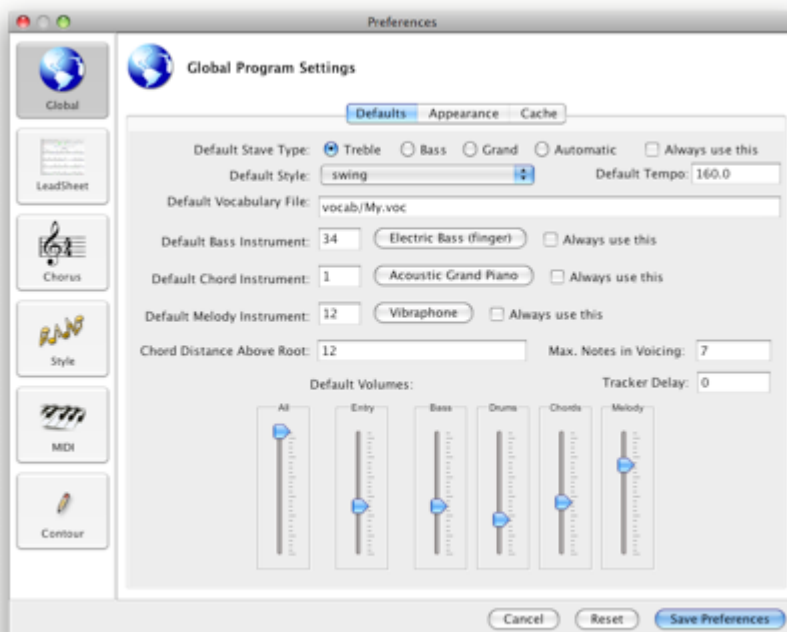 Preferences
Global
Global Program Settings
Defaults Appearance Cache
LeadSheet
Default Stave Type: Treble Bass Grand Automatic Always use this
Default Style: swing Default Tempo: 160.0
Default Vocabulary File: vocab/My.voc
Chorus
Default Bass Instrument: 34 Electric Bass (finger) Always use this
Default Chord Instrument: 1 Acoustic Grand Piano Always use this
Default Melody Instrument: 12 Vibraphone Always use this
Style
Chord Distance Above Root: 12 Max. Notes in Voicing: 7
Default Volumes: Tracker Delay: 0
All Entry Bass Drums Chords Melody
MIDI
Contour
Cancel Reset Save Preferences